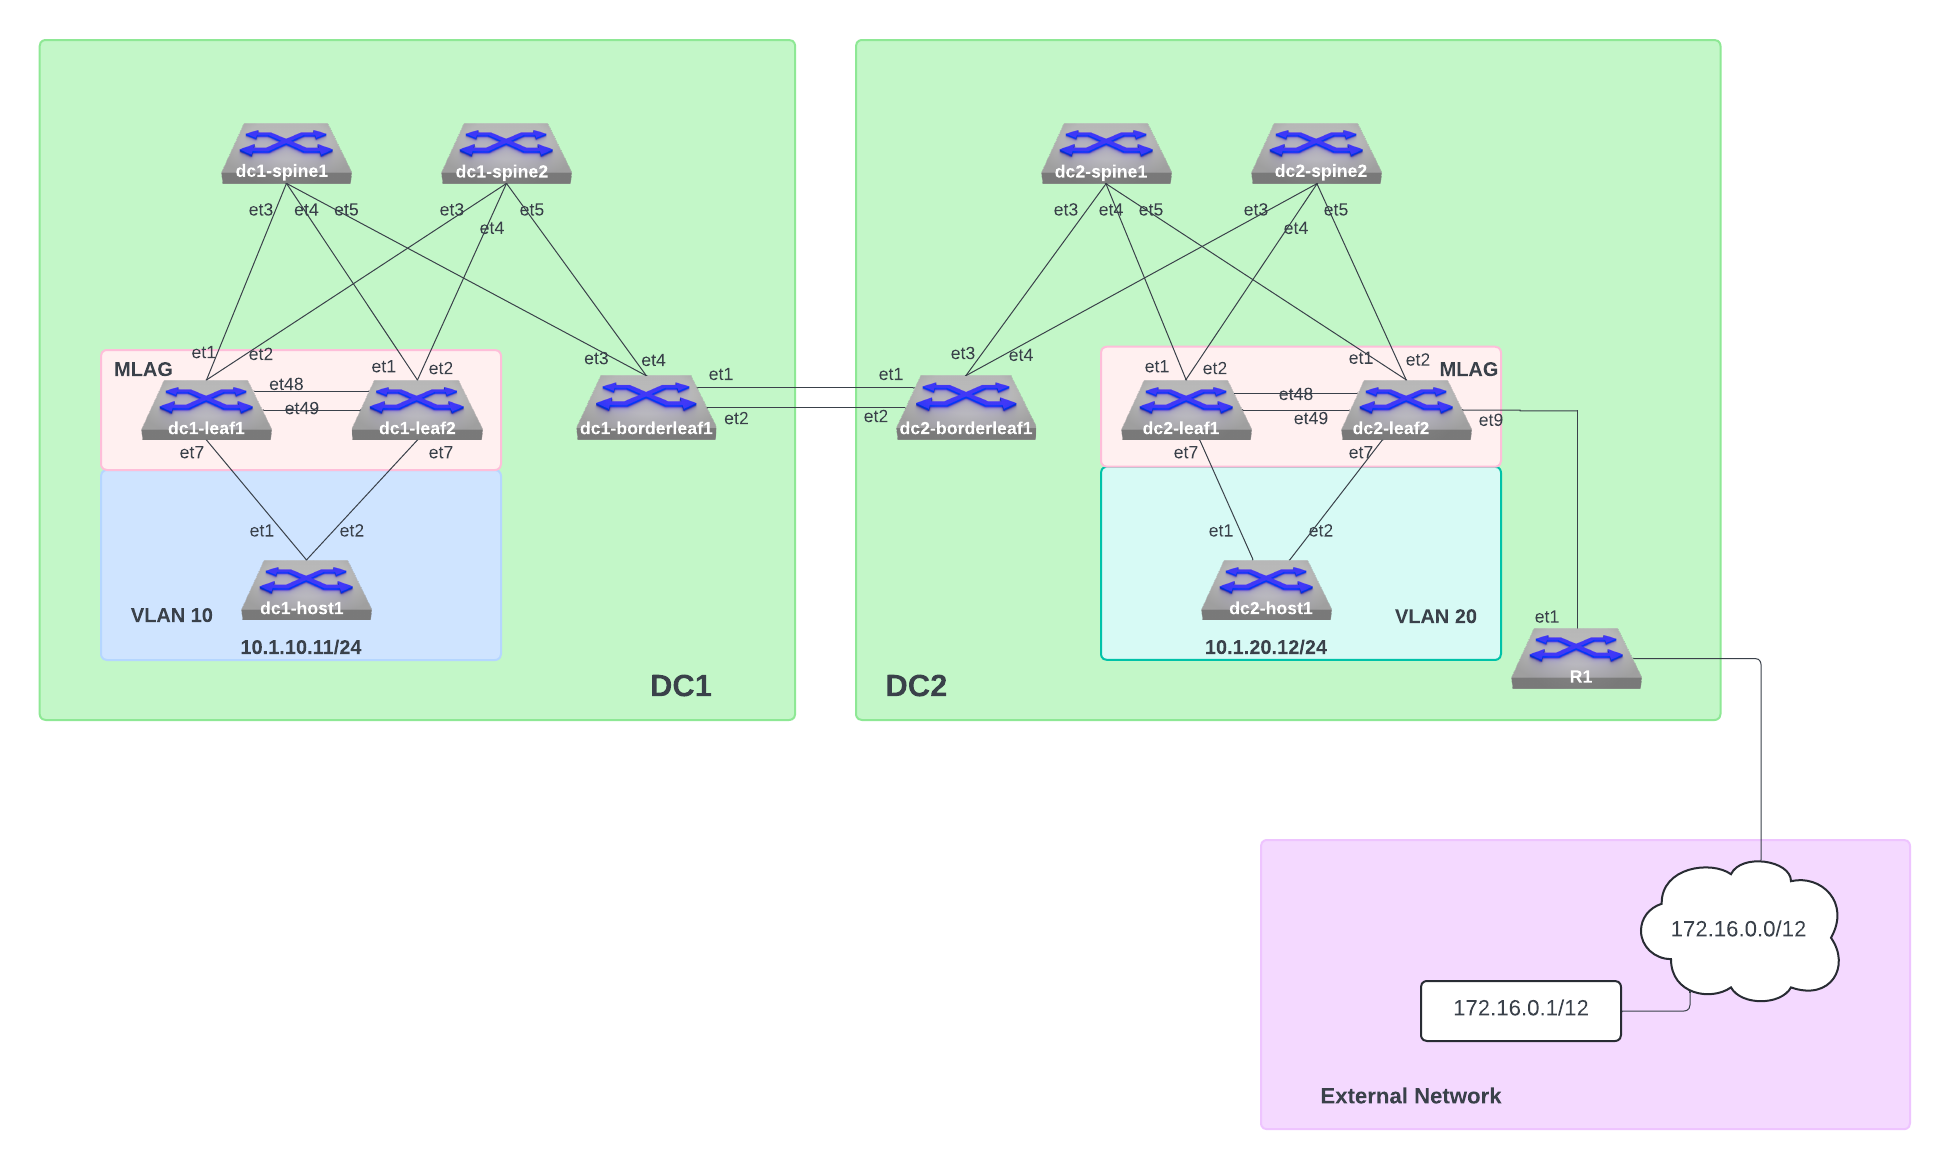 dc1-spine1
dc1-spine2
et3
et4
et5
et3
et4
et5
et1
et2
et1
et2
et3
et4
MLAG
et48
et49
dc1-leaf1
dc1-leaf2
dc1-borderleaf1
et1
et2
et7
et7
et1
et2
dc1-host1
VLAN 10
10.1.10.11/24
DC1
dc2-spine1
dc2-spine2
et3
et4
et5
et3
et4
et5
et3
et4
et1
et2
et1
et2
MLAG
et1
et2
dc2-borderleaf1
et48
et49
dc2-leaf1
dc2-leaf2
et9
et7
et7
et1
et2
dc2-host1
VLAN 20
10.1.20.12/24
et1
R1
DC2
172.16.0.0/12
172.16.0.1/12
External Network